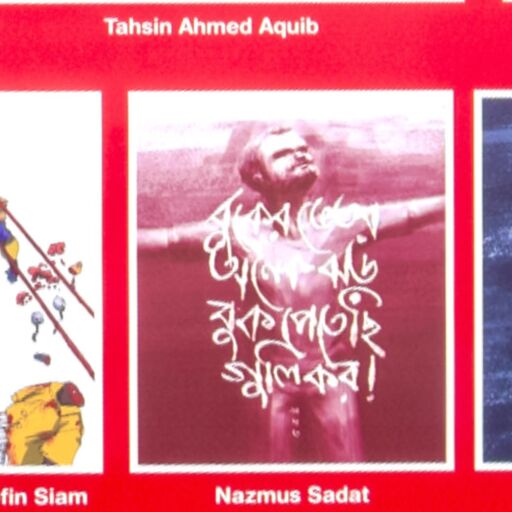 Tahsin Ahmed Aquib
বুকের ভেতর
অনেক ঝড়
বুক পেতেছি
গুলি কর!
fin Siam
Nazmus Sadat